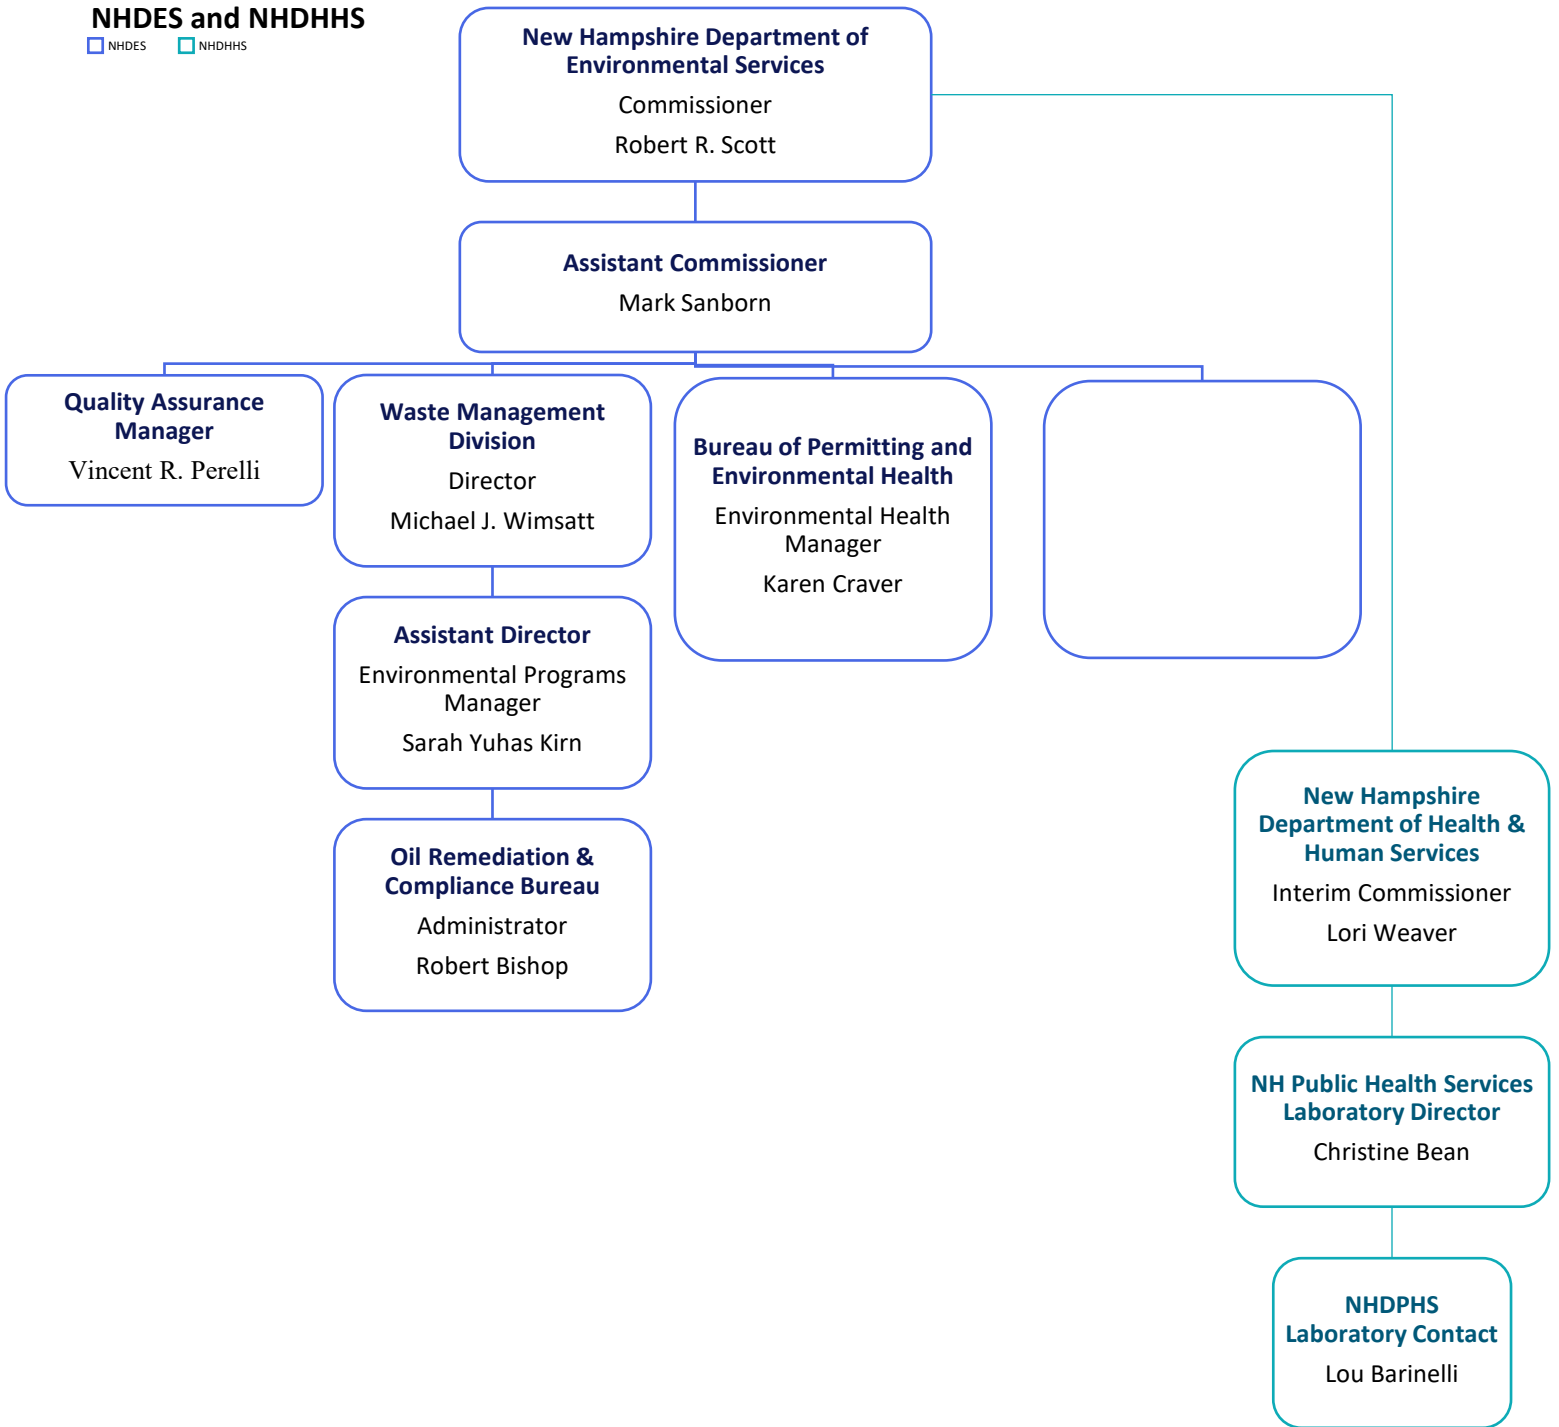 NHDES and NHDHHS
NHDES NHDHHS
New Hampshire Department of
Environmental Services
Commissioner
Robert R. Scott
Assistant Commissioner
Mark Sanborn
Quality Assurance
Manager
Vincent R. Perelli
Waste Management
Division
Director
Michael J. Wimsatt
Bureau of Permitting and
Environmental Health
Environmental Health
Manager
Karen Craver
Assistant Director
Environmental Programs
Manager
Sarah Yuhas Kirn
Oil Remediation &
Compliance Bureau
Administrator
Robert Bishop
New Hampshire
Department of Health &
Human Services
Interim Commissioner
Lori Weaver
NH Public Health Services
Laboratory Director
Christine Bean
NHDPHS
Laboratory Contact
Lou Barinelli